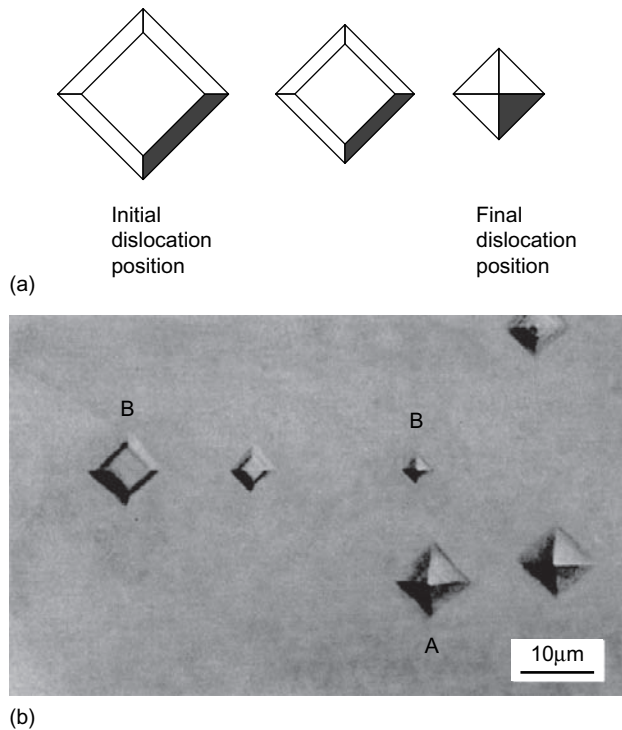 Initial
dislocation
position
Final
dislocation
position
(a)
B
B
A
10μm
(b)